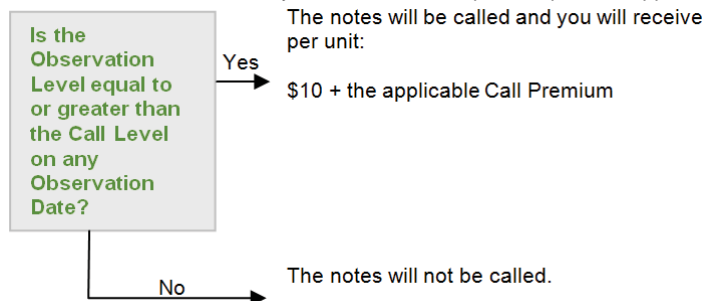 Is the
Observation
Level equal to
or greater than
the Call Level
on any
Observation
Date?
Yes
The notes will be called and you will receive
per unit:
$10 + the applicable Call Premium
No
The notes will not be called.